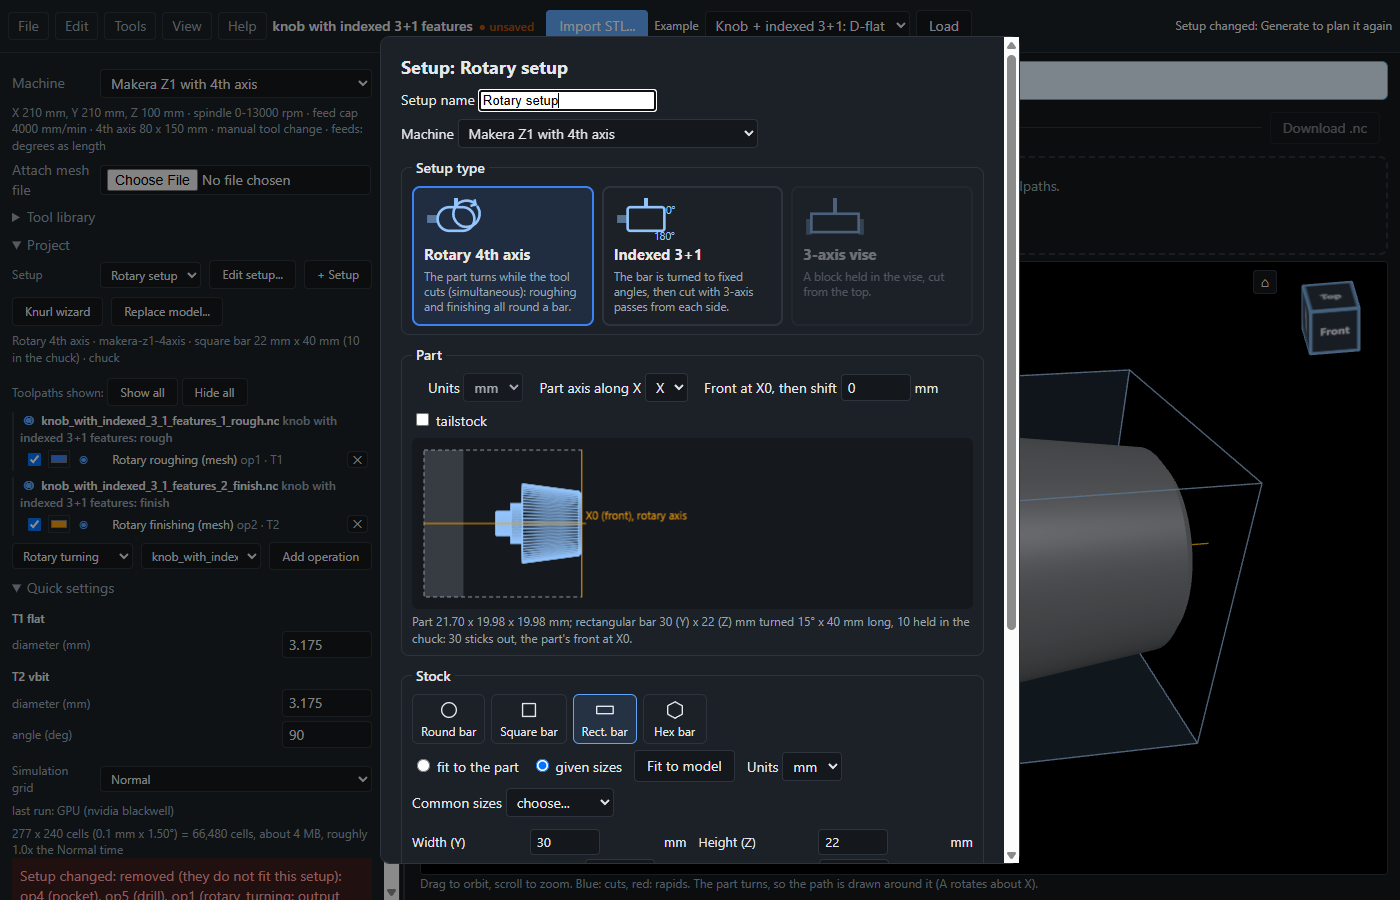 File Edit Tools View Help knob with indexed 3+1 features ● unsaved Import STL... Example Knob + indexed 3+1: D-flat Load Setup changed: Generate to plan it again
Machine Makera Z1 with 4th axis
X 210 mm, Y 210 mm, Z 100 mm · spindle 0-13000 rpm · feed cap
4000 mm/min · 4th axis 80 x 150 mm · manual tool change · feeds:
degrees as length
Attach mesh file Choose File No file chosen
Tool library
Project
Setup Rotary setup Edit setup... + Setup
Knurl wizard Replace model...
Rotary 4th axis · makera-z1-4axis · square bar 22 mm x 40 mm (10
in the chuck) · chuck
Toolpaths shown: Show all Hide all
knob_with_indexed_3_1_features_1_rough.nc knob with
indexed 3+1 features: rough
Rotary roughing (mesh) op1 · T1
knob_with_indexed_3_1_features_2_finish.nc knob with
indexed 3+1 features: finish
Rotary finishing (mesh) op2 · T2
Rotary turning knob_with_index Add operation
Quick settings
T1 flat
diameter (mm) 3.175
T2 vbit
diameter (mm) 3.175
angle (deg) 90
Simulation grid Normal
last run: GPU (nvidia blackwell)
277 x 240 cells (0.1 mm x 1.50°) = 66,480 cells, about 4 MB, roughly
1.0x the Normal time
Setup changed: removed (they do not fit this setup):
op4 (pocket), op5 (drill), op1 (rotary_turning: output
Setup: Rotary setup
Setup name Rotary setup
Machine Makera Z1 with 4th axis
Setup type
Rotary 4th axis
The part turns while the tool
cuts (simultaneous): roughing
and finishing all round a bar.
0°
180°
Indexed 3+1
The bar is turned to fixed
angles, then cut with 3-axis
passes from each side.
3-axis vise
A block held in the vise, cut
from the top.
Part
Units mm Part axis along X X Front at X0, then shift 0 mm
tailstock
X0 (front), rotary axis
Part 21.70 x 19.98 x 19.98 mm; rectangular bar 30 (Y) x 22 (Z) mm turned 15° x 40 mm long, 10 held in the
chuck: 30 sticks out, the part's front at X0.
Stock
Round bar Square bar Rect. bar Hex bar
fit to the part given sizes Fit to model Units mm
Common sizes choose...
Width (Y) 30 mm Height (Z) 22 mm
Download .nc
lpaths.
Top
Front
Drag to orbit, scroll to zoom. Blue: cuts, red: rapids. The part turns, so the path is drawn around it (A rotates about X).